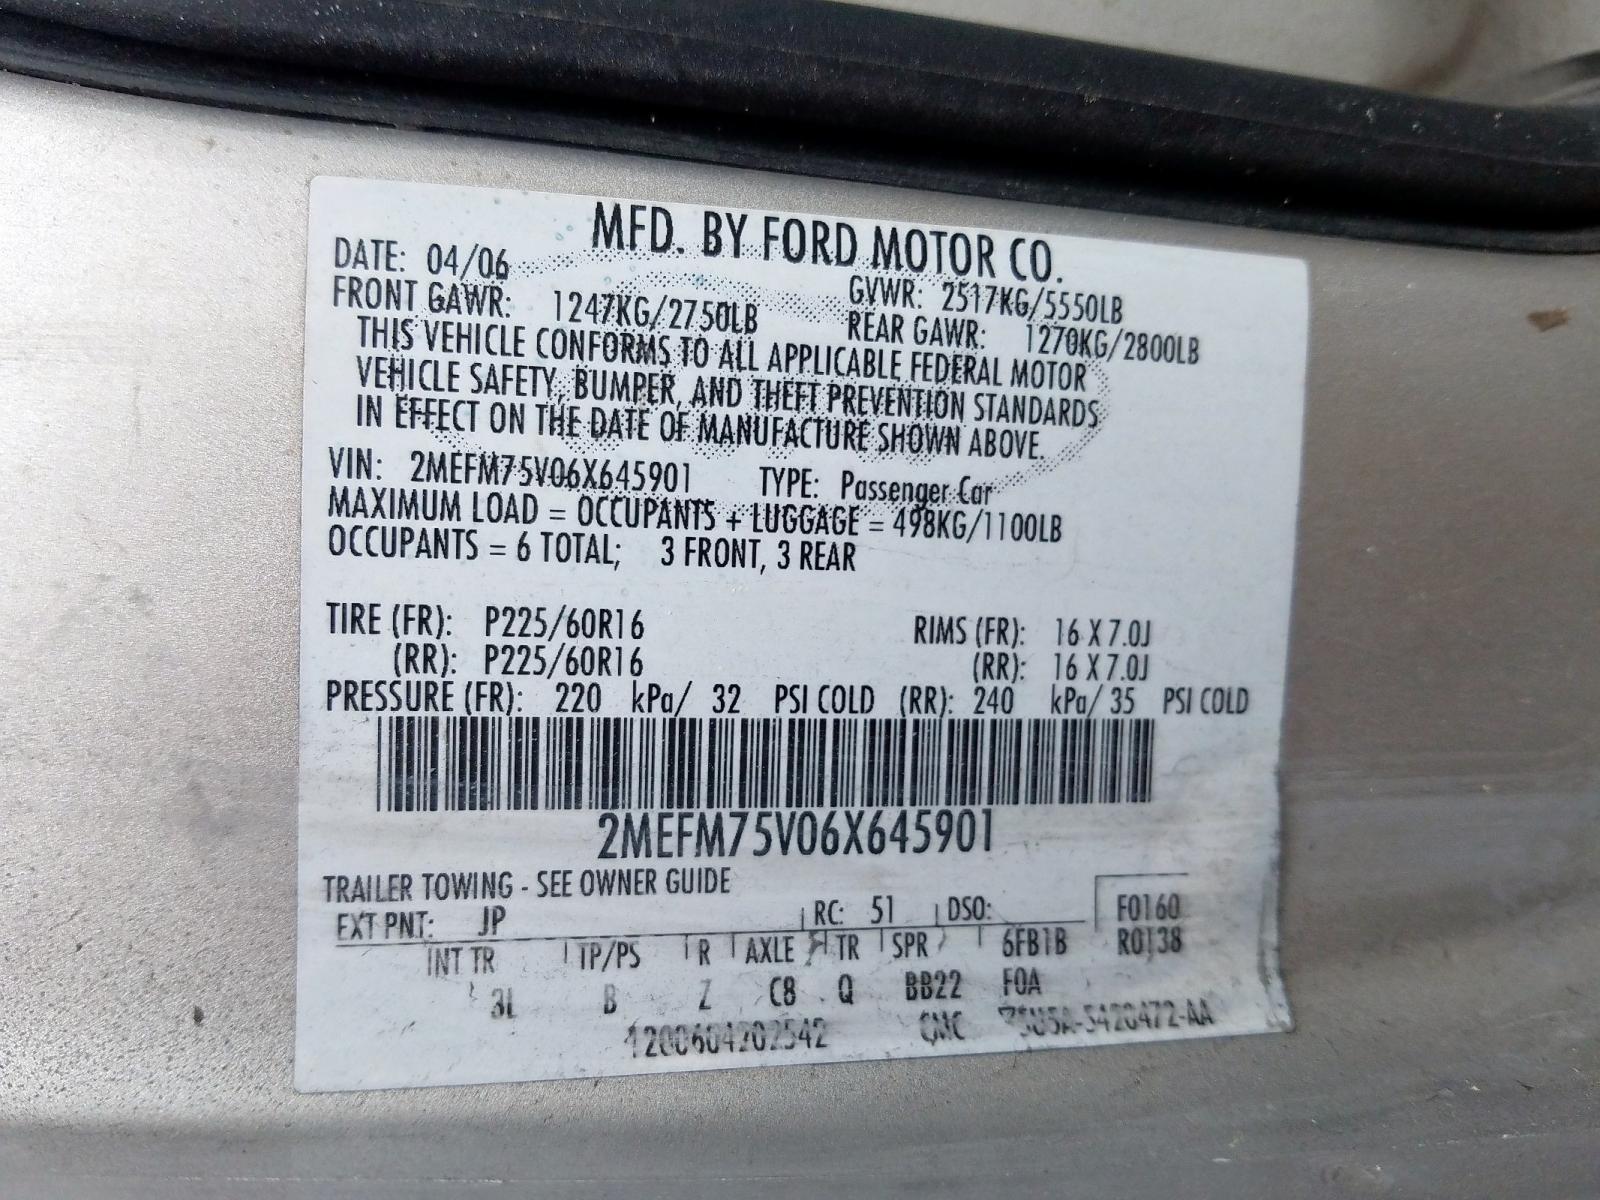 MFD. BY FORD MOTOR CO.
DATE: 04/06 GVWR: 2517KG/5550LB
FRONT GAWR: 1247KG/2750LB REAR GAWR: 1270KG/2800LB
THIS VEHICLE CONFORMS TO ALL APPLICABLE FEDERAL MOTOR
VEHICLE SAFETY, BUMPER, AND THEFT PREVENTION STANDARDS
IN EFFECT ON THE DATE OF MANUFACTURE SHOWN ABOVE.
VIN: 2MEFM75V06X645901 TYPE: Passenger Car
MAXIMUM LOAD = OCCUPANTS + LUGGAGE = 498KG/1100LB
OCCUPANTS = 6 TOTAL; 3 FRONT, 3 REAR
TIRE (FR): P225/60R16 RIMS (FR): 16 X 7.0J
(RR): P225/60R16 (RR): 16 X 7.0J
PRESSURE (FR): 220 kPa/ 32 PSI COLD (RR): 240 kPa/ 35 PSI COLD
2MEFM75V06X645901
TRAILER TOWING - SEE OWNER GUIDE
EXT PNT: JP RC: 51 DSO: F0160
INT TR TP/PS R AXLE TR SPR 6FB1B R0138
3L B Z C8 Q BB22 F0A